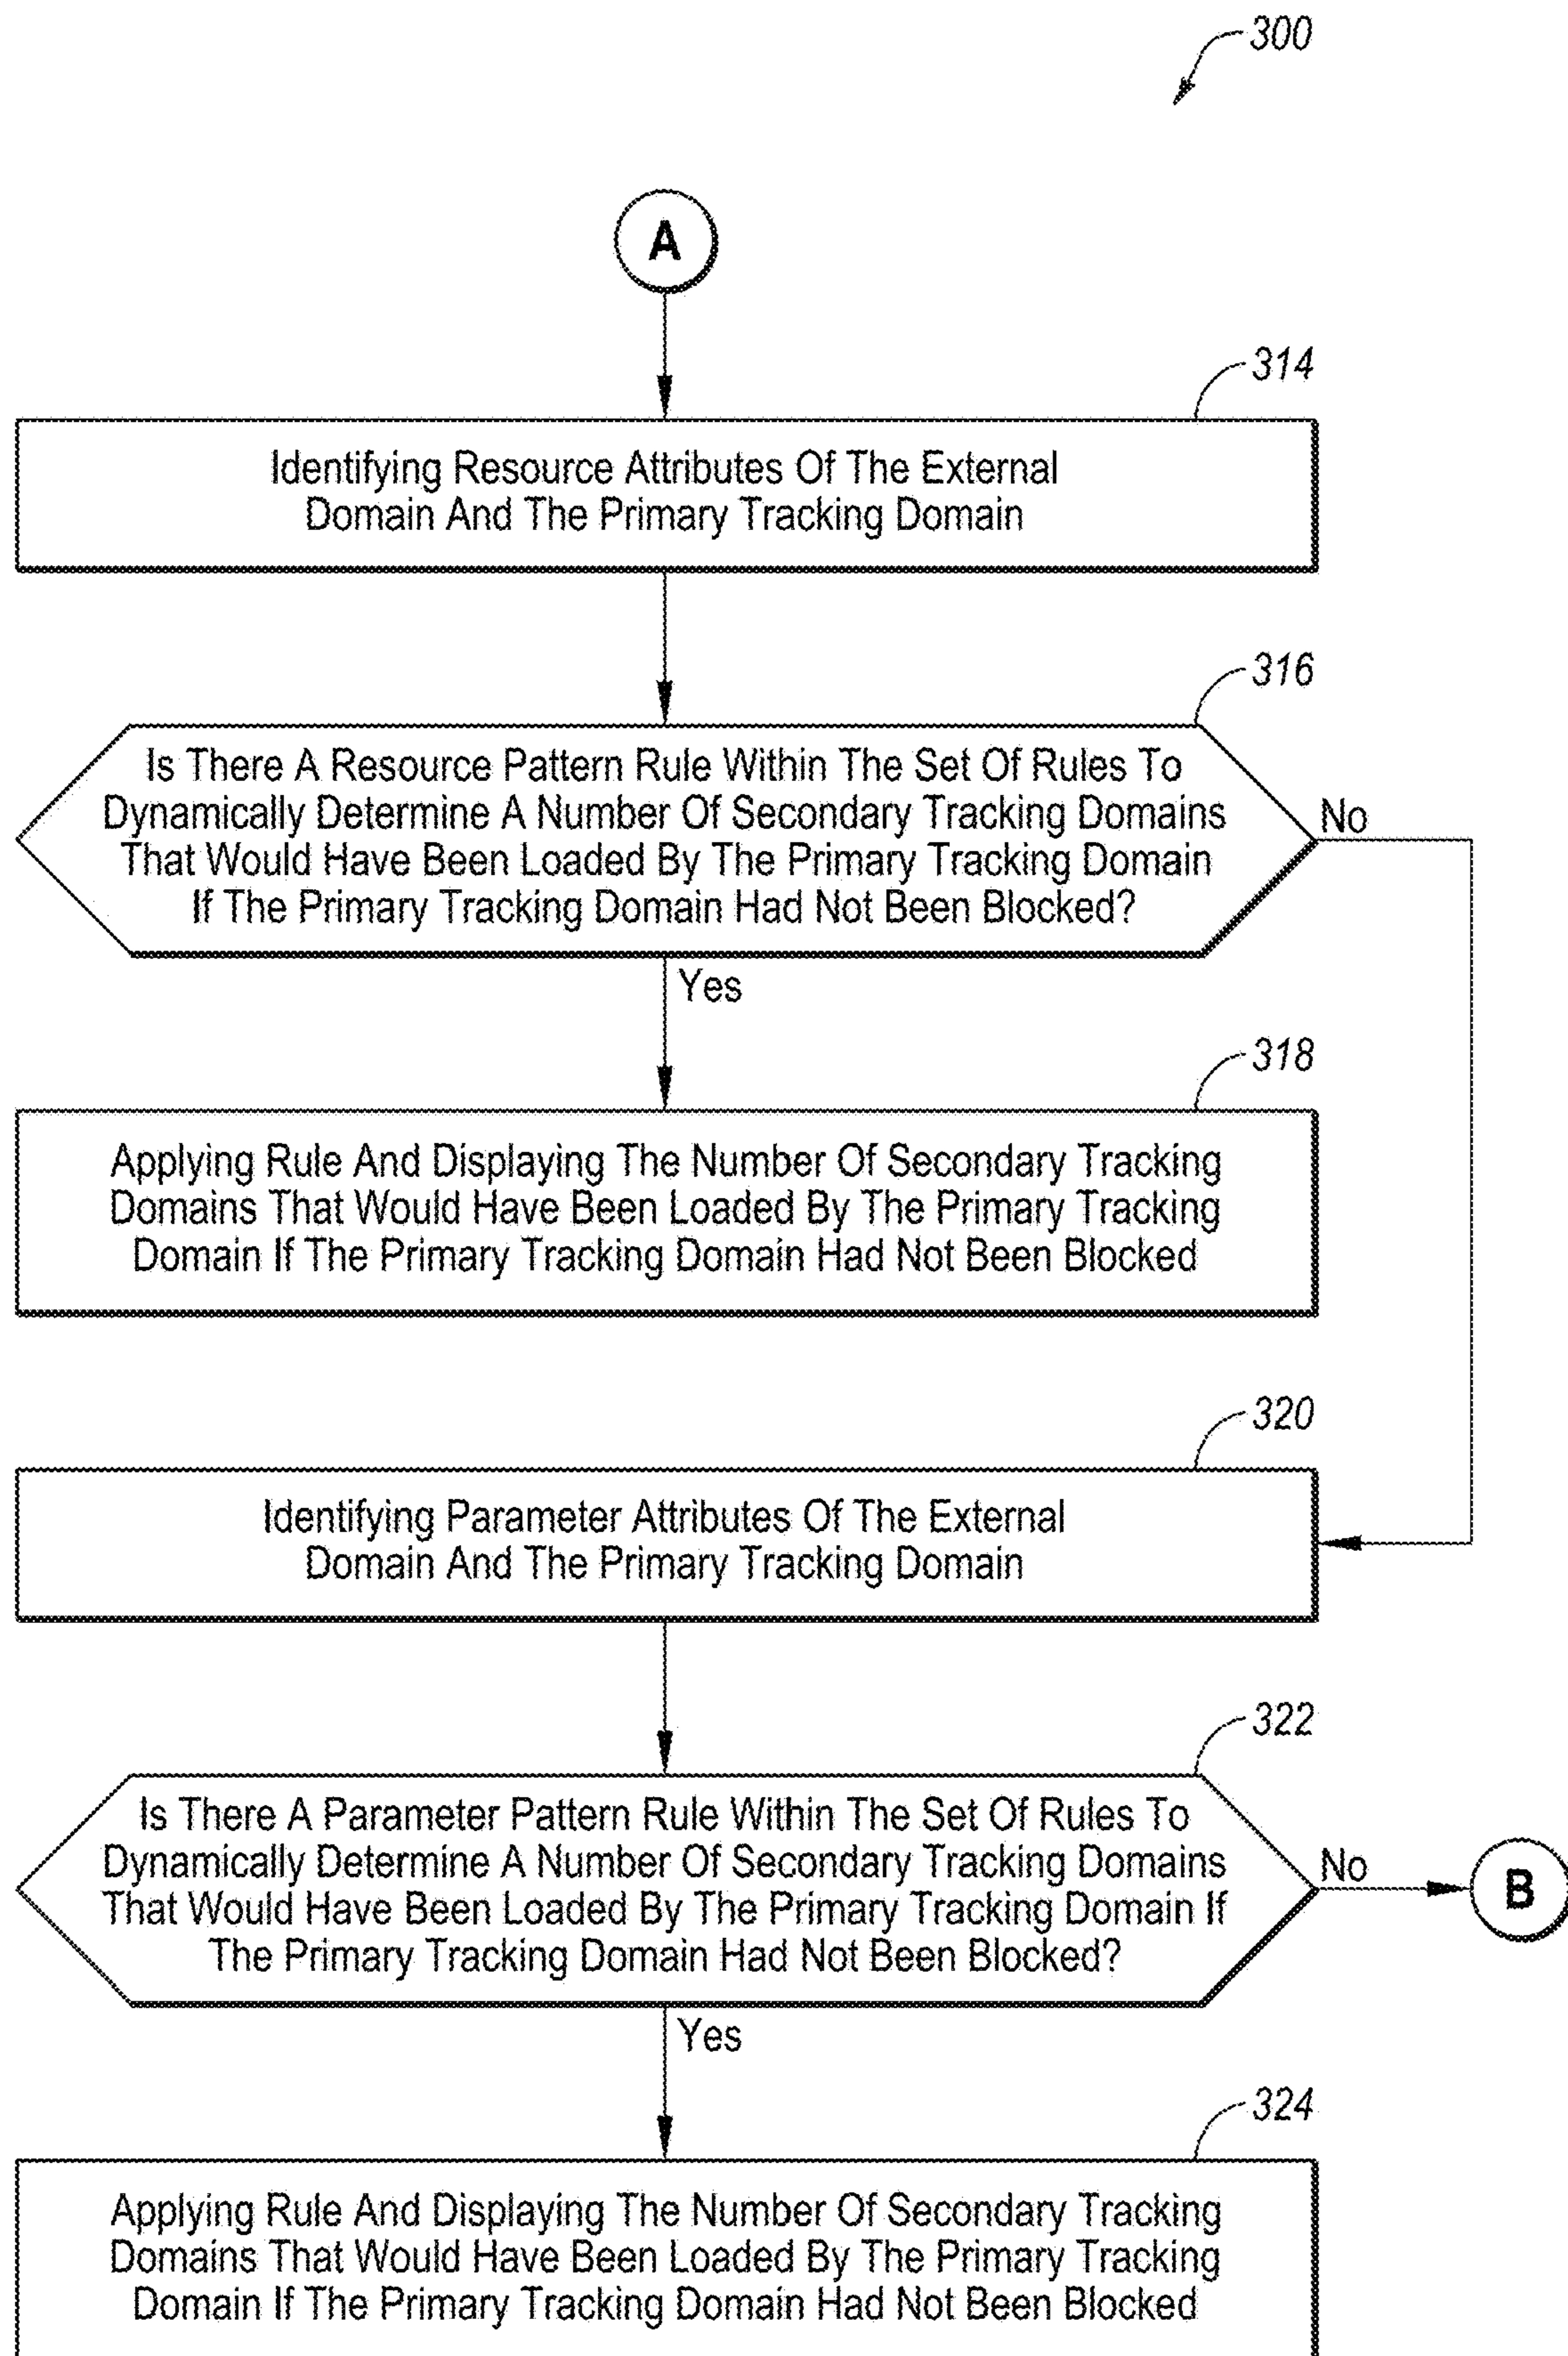 300
A
314
Identifying Resource Attributes Of The External
Domain And The Primary Tracking Domain
316
Is There A Resource Pattern Rule Within The Set Of Rules To
Dynamically Determine A Number Of Secondary Tracking Domains
That Would Have Been Loaded By The Primary Tracking Domain
If The Primary Tracking Domain Had Not Been Blocked?
No
Yes
318
Applying Rule And Displaying The Number Of Secondary Tracking
Domains That Would Have Been Loaded By The Primary Tracking
Domain If The Primary Tracking Domain Had Not Been Blocked
320
Identifying Parameter Attributes Of The External
Domain And The Primary Tracking Domain
322
Is There A Parameter Pattern Rule Within The Set Of Rules To
Dynamically Determine A Number Of Secondary Tracking Domains
That Would Have Been Loaded By The Primary Tracking Domain If
The Primary Tracking Domain Had Not Been Blocked?
No
B
Yes
324
Applying Rule And Displaying The Number Of Secondary Tracking
Domains That Would Have Been Loaded By The Primary Tracking
Domain If The Primary Tracking Domain Had Not Been Blocked